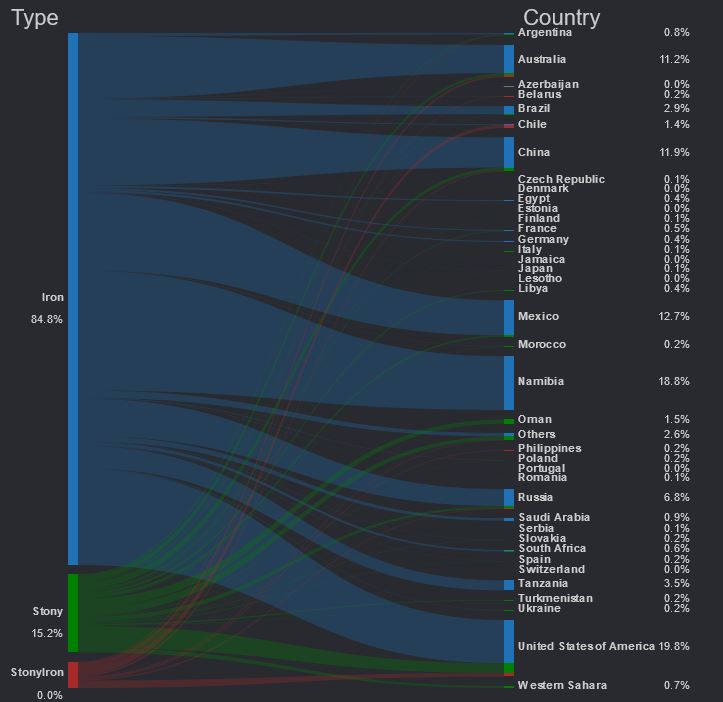 Type Country
Argentina 0.8%
Australia 11.2%
Azerbaijan 0.0%
Belarus 0.2%
Brazil 2.9%
Chile 1.4%
China 11.9%
Czech Republic 0.1%
Denmark 0.0%
Egypt 0.4%
Estonia 0.0%
Finland 0.1%
France 0.5%
Germany 0.4%
Italy 0.1%
Jamaica 0.0%
Japan 0.1%
Lesotho 0.0%
Libya 0.4%
Iron
84.8%
Mexico 12.7%
Morocco 0.2%
Namibia 18.8%
Oman 1.5%
Others 2.6%
Philippines 0.2%
Poland 0.2%
Portugal 0.0%
Romania 0.1%
Russia 6.8%
Saudi Arabia 0.9%
Serbia 0.1%
Slovakia 0.2%
South Africa 0.6%
Spain 0.2%
Switzerland 0.0%
Tanzania 3.5%
Turkmenistan 0.2%
Ukraine 0.2%
Stony
15.2%
United States of America 19.8%
Western Sahara 0.7%
StonyIron
0.0%